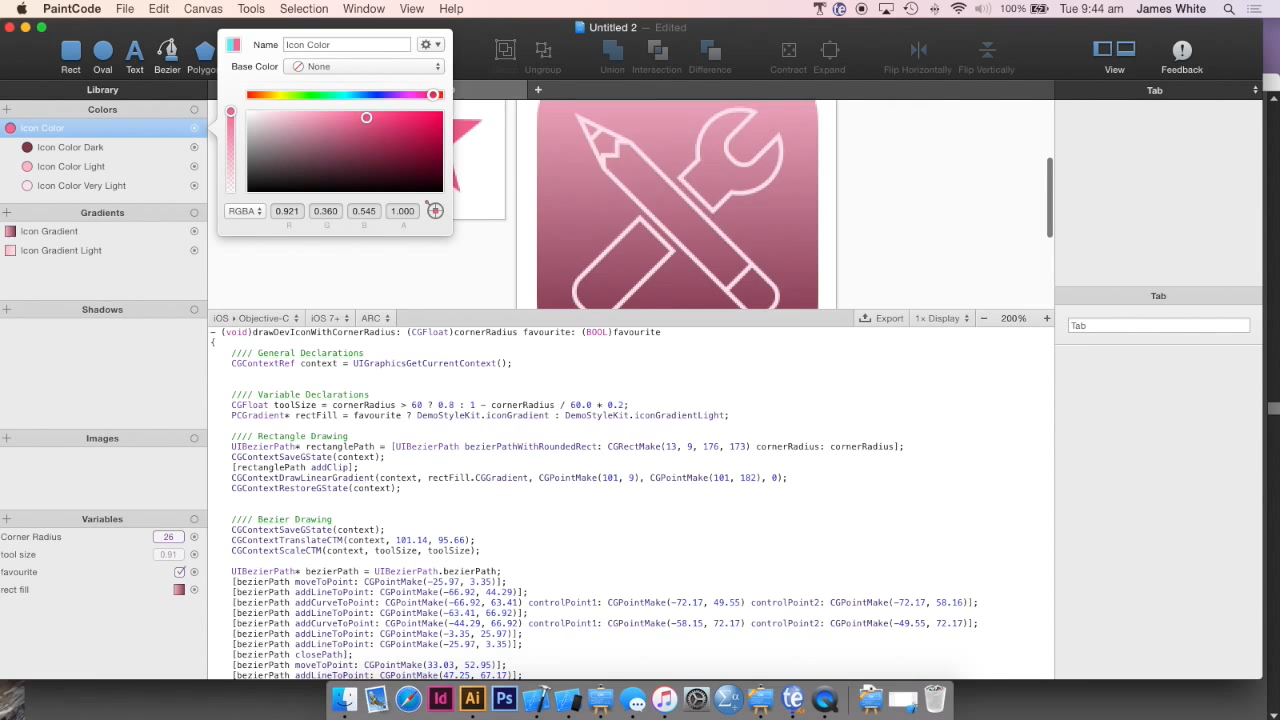 PaintCode File Edit Canvas Tools Selection Window View Help 100% Tue 9:44 am James White
Untitled 2 — Edited
Rect Oval Text Bezier Polygo Ungroup Union Intersection Difference Contract Expand Flip Horizontally Flip Vertically View Feedback
Library
Tab
Colors
Icon Color
Icon Color Dark
Icon Color Light
Icon Color Very Light
Gradients
Icon Gradient
Icon Gradient Light
Shadows
Images
Variables
Corner Radius 26
tool size 0.91
favourite
rect fill
Name Icon Color
Base Color None
RGBA 0.921 0.360 0.545 1.000
R G B A
Tab
Tab
iOS › Objective-C iOS 7+ ARC Export 1× Display 200%
– (void)drawDevIconWithCornerRadius: (CGFloat)cornerRadius favourite: (BOOL)favourite
{
//// General Declarations
CGContextRef context = UIGraphicsGetCurrentContext();
//// Variable Declarations
CGFloat toolSize = cornerRadius > 60 ? 0.8 : 1 - cornerRadius / 60.0 + 0.2;
PCGradient* rectFill = favourite ? DemoStyleKit.iconGradient : DemoStyleKit.iconGradientLight;
//// Rectangle Drawing
UIBezierPath* rectanglePath = [UIBezierPath bezierPathWithRoundedRect: CGRectMake(13, 9, 176, 173) cornerRadius: cornerRadius];
CGContextSaveGState(context);
[rectanglePath addClip];
CGContextDrawLinearGradient(context, rectFill.CGGradient, CGPointMake(101, 9), CGPointMake(101, 182), 0);
CGContextRestoreGState(context);
//// Bezier Drawing
CGContextSaveGState(context);
CGContextTranslateCTM(context, 101.14, 95.66);
CGContextScaleCTM(context, toolSize, toolSize);
UIBezierPath* bezierPath = UIBezierPath.bezierPath;
[bezierPath moveToPoint: CGPointMake(-25.97, 3.35)];
[bezierPath addLineToPoint: CGPointMake(-66.92, 44.29)];
[bezierPath addCurveToPoint: CGPointMake(-66.92, 63.41) controlPoint1: CGPointMake(-72.17, 49.55) controlPoint2: CGPointMake(-72.17, 58.16)];
[bezierPath addLineToPoint: CGPointMake(-63.41, 66.92)];
[bezierPath addCurveToPoint: CGPointMake(-44.29, 66.92) controlPoint1: CGPointMake(-58.15, 72.17) controlPoint2: CGPointMake(-49.55, 72.17)];
[bezierPath addLineToPoint: CGPointMake(-3.35, 25.97)];
[bezierPath addLineToPoint: CGPointMake(-25.97, 3.35)];
[bezierPath closePath];
[bezierPath moveToPoint: CGPointMake(33.03, 52.95)];
[bezierPath addLineToPoint: CGPointMake(47.25, 67.17)];
Id Ai Ps